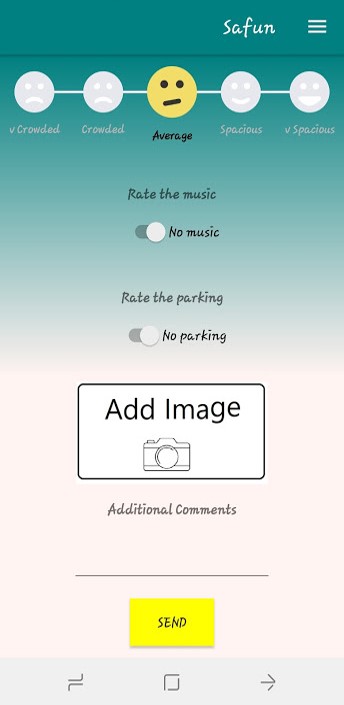 Safun
v Crowded Crowded Average Spacious v Spacious
Rate the music
No music
Rate the parking
No parking
Add Image
Additional Comments
SEND